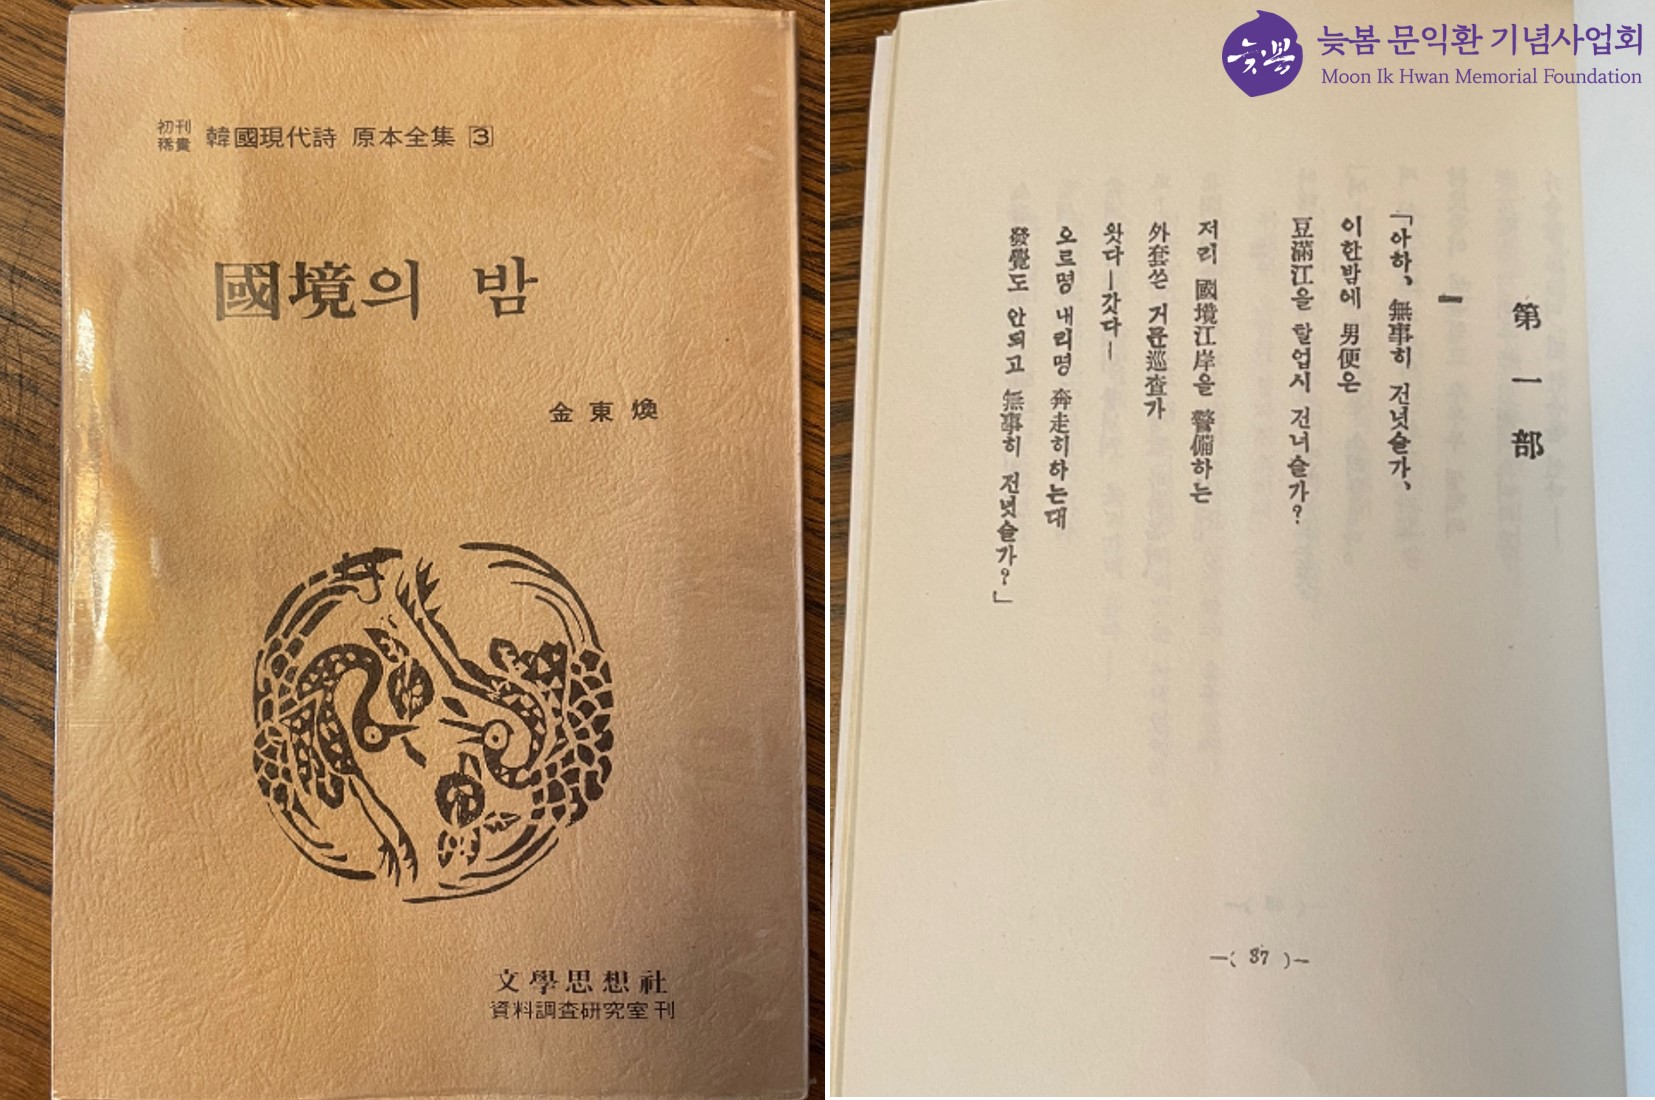 初刊
稀貴
韓國現代詩 原本全集 3
國境의 밤
金東煥
文學思想社
資料調査硏究室 刊
늦봄
늦봄 문익환 기념사업회
Moon Ik Hwan Memorial Foundation
第一部
一
「아하、無事히 건넛슬가、
이한밤에 男便은
豆滿江을 탈업시 건너슬가?
저리 國境江岸을 警備하는
外套쓴 거문巡査가
왓다―갓다―
오르명 내리명 奔走히하는대
發覺도 안되고 無事히 건넛슬가?」
―( 37 )―